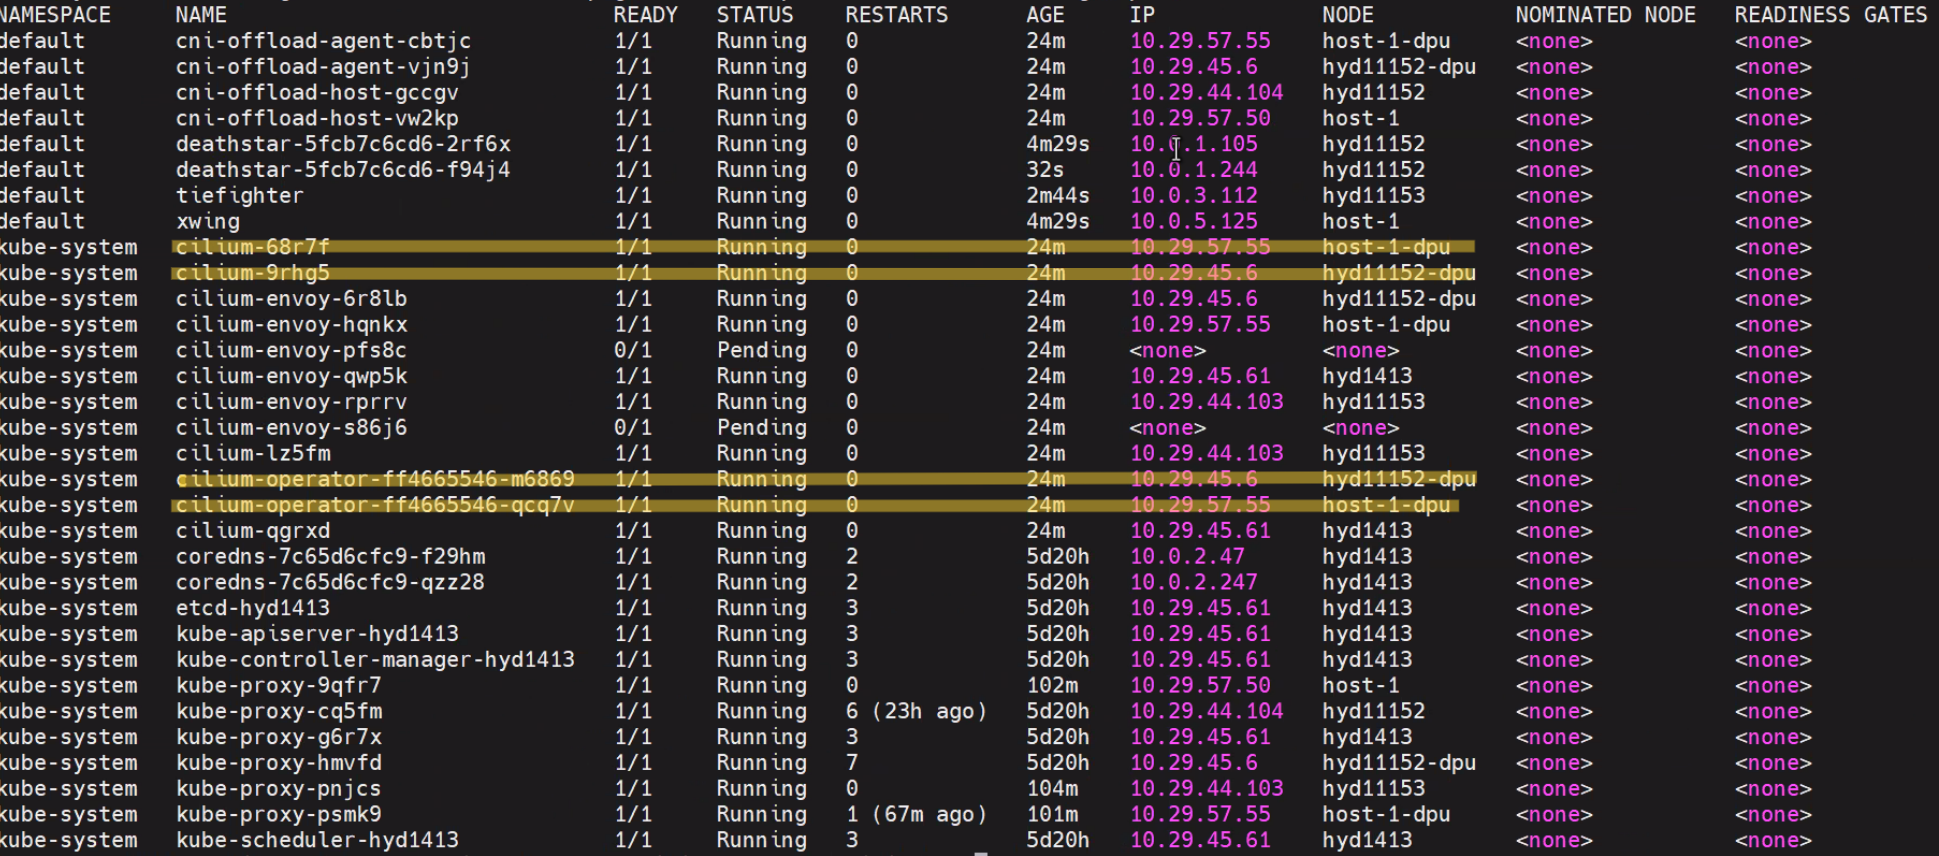 NAMESPACE NAME READY STATUS RESTARTS AGE IP NODE NOMINATED NODE READINESS GATES
default cni-offload-agent-cbtjc 1/1 Running 0 24m 10.29.57.55 host-1-dpu <none> <none>
default cni-offload-agent-vjn9j 1/1 Running 0 24m 10.29.45.6 hyd11152-dpu <none> <none>
default cni-offload-host-gccgv 1/1 Running 0 24m 10.29.44.104 hyd11152 <none> <none>
default cni-offload-host-vw2kp 1/1 Running 0 24m 10.29.57.50 host-1 <none> <none>
default deathstar-5fcb7c6cd6-2rf6x 1/1 Running 0 4m29s 10.0.1.105 hyd11152 <none> <none>
default deathstar-5fcb7c6cd6-f94j4 1/1 Running 0 32s 10.0.1.244 hyd11152 <none> <none>
default tiefighter 1/1 Running 0 2m44s 10.0.3.112 hyd11153 <none> <none>
default xwing 1/1 Running 0 4m29s 10.0.5.125 host-1 <none> <none>
kube-system cilium-68r7f 1/1 Running 0 24m 10.29.57.55 host-1-dpu <none> <none>
kube-system cilium-9rhg5 1/1 Running 0 24m 10.29.45.6 hyd11152-dpu <none> <none>
kube-system cilium-envoy-6r8lb 1/1 Running 0 24m 10.29.45.6 hyd11152-dpu <none> <none>
kube-system cilium-envoy-hqnkx 1/1 Running 0 24m 10.29.57.55 host-1-dpu <none> <none>
kube-system cilium-envoy-pfs8c 0/1 Pending 0 24m <none> <none> <none> <none>
kube-system cilium-envoy-qwp5k 1/1 Running 0 24m 10.29.45.61 hyd1413 <none> <none>
kube-system cilium-envoy-rprrv 1/1 Running 0 24m 10.29.44.103 hyd11153 <none> <none>
kube-system cilium-envoy-s86j6 0/1 Pending 0 24m <none> <none> <none> <none>
kube-system cilium-lz5fm 1/1 Running 0 24m 10.29.44.103 hyd11153 <none> <none>
kube-system cilium-operator-ff4665546-m6869 1/1 Running 0 24m 10.29.45.6 hyd11152-dpu <none> <none>
kube-system cilium-operator-ff4665546-qcq7v 1/1 Running 0 24m 10.29.57.55 host-1-dpu <none> <none>
kube-system cilium-qgrxd 1/1 Running 0 24m 10.29.45.61 hyd1413 <none> <none>
kube-system coredns-7c65d6cfc9-f29hm 1/1 Running 2 5d20h 10.0.2.47 hyd1413 <none> <none>
kube-system coredns-7c65d6cfc9-qzz28 1/1 Running 2 5d20h 10.0.2.247 hyd1413 <none> <none>
kube-system etcd-hyd1413 1/1 Running 3 5d20h 10.29.45.61 hyd1413 <none> <none>
kube-system kube-apiserver-hyd1413 1/1 Running 3 5d20h 10.29.45.61 hyd1413 <none> <none>
kube-system kube-controller-manager-hyd1413 1/1 Running 3 5d20h 10.29.45.61 hyd1413 <none> <none>
kube-system kube-proxy-9qfr7 1/1 Running 0 102m 10.29.57.50 host-1 <none> <none>
kube-system kube-proxy-cq5fm 1/1 Running 6 (23h ago) 5d20h 10.29.44.104 hyd11152 <none> <none>
kube-system kube-proxy-g6r7x 1/1 Running 3 5d20h 10.29.45.61 hyd1413 <none> <none>
kube-system kube-proxy-hmvfd 1/1 Running 7 5d20h 10.29.45.6 hyd11152-dpu <none> <none>
kube-system kube-proxy-pnjcs 1/1 Running 0 104m 10.29.44.103 hyd11153 <none> <none>
kube-system kube-proxy-psmk9 1/1 Running 1 (67m ago) 101m 10.29.57.55 host-1-dpu <none> <none>
kube-system kube-scheduler-hyd1413 1/1 Running 3 5d20h 10.29.45.61 hyd1413 <none> <none>